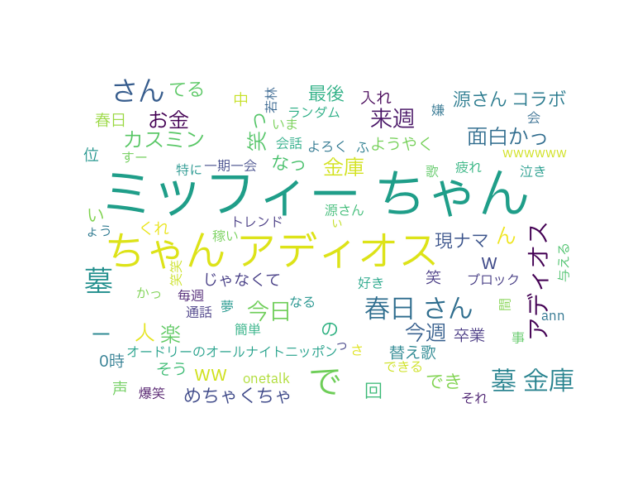 さん てる 中 若林 最後 入れ 嫌 源さん コラボ
春日 お金 っ ランダム 来週 会
カスミン 笑 いま 会話 よろく ふ ようやく 面白かっ
位 すー 特に 一期一会 なっ 金庫 歌 疲れ wwwwww 泣き
ミッフィー ちゃん
い くれ トレンド 源さん い
ょう 稼い ちゃん アディオス 現ナマ ん アディオス
墓 笑笑 じゃなくて 好き 笑 w ブロック 与える
かっ 毎週 夢 今日 なる 春日 さん 間 ann
ー 人 楽 通話 簡単 の 今週 卒業 事
0時 オードリーのオールナイトニッポン っ さ 替え歌
そう ww onetalk で できる でき 墓 金庫
声 爆笑 めちゃくちゃ 回 それ